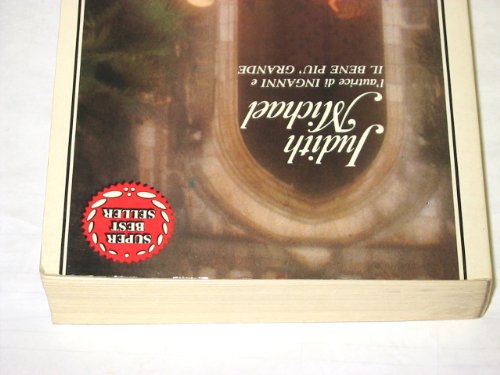 Judith
Michael
l'autrice di INGANNI e
IL BENE PIU' GRANDE
SUPER
BEST
SELLER